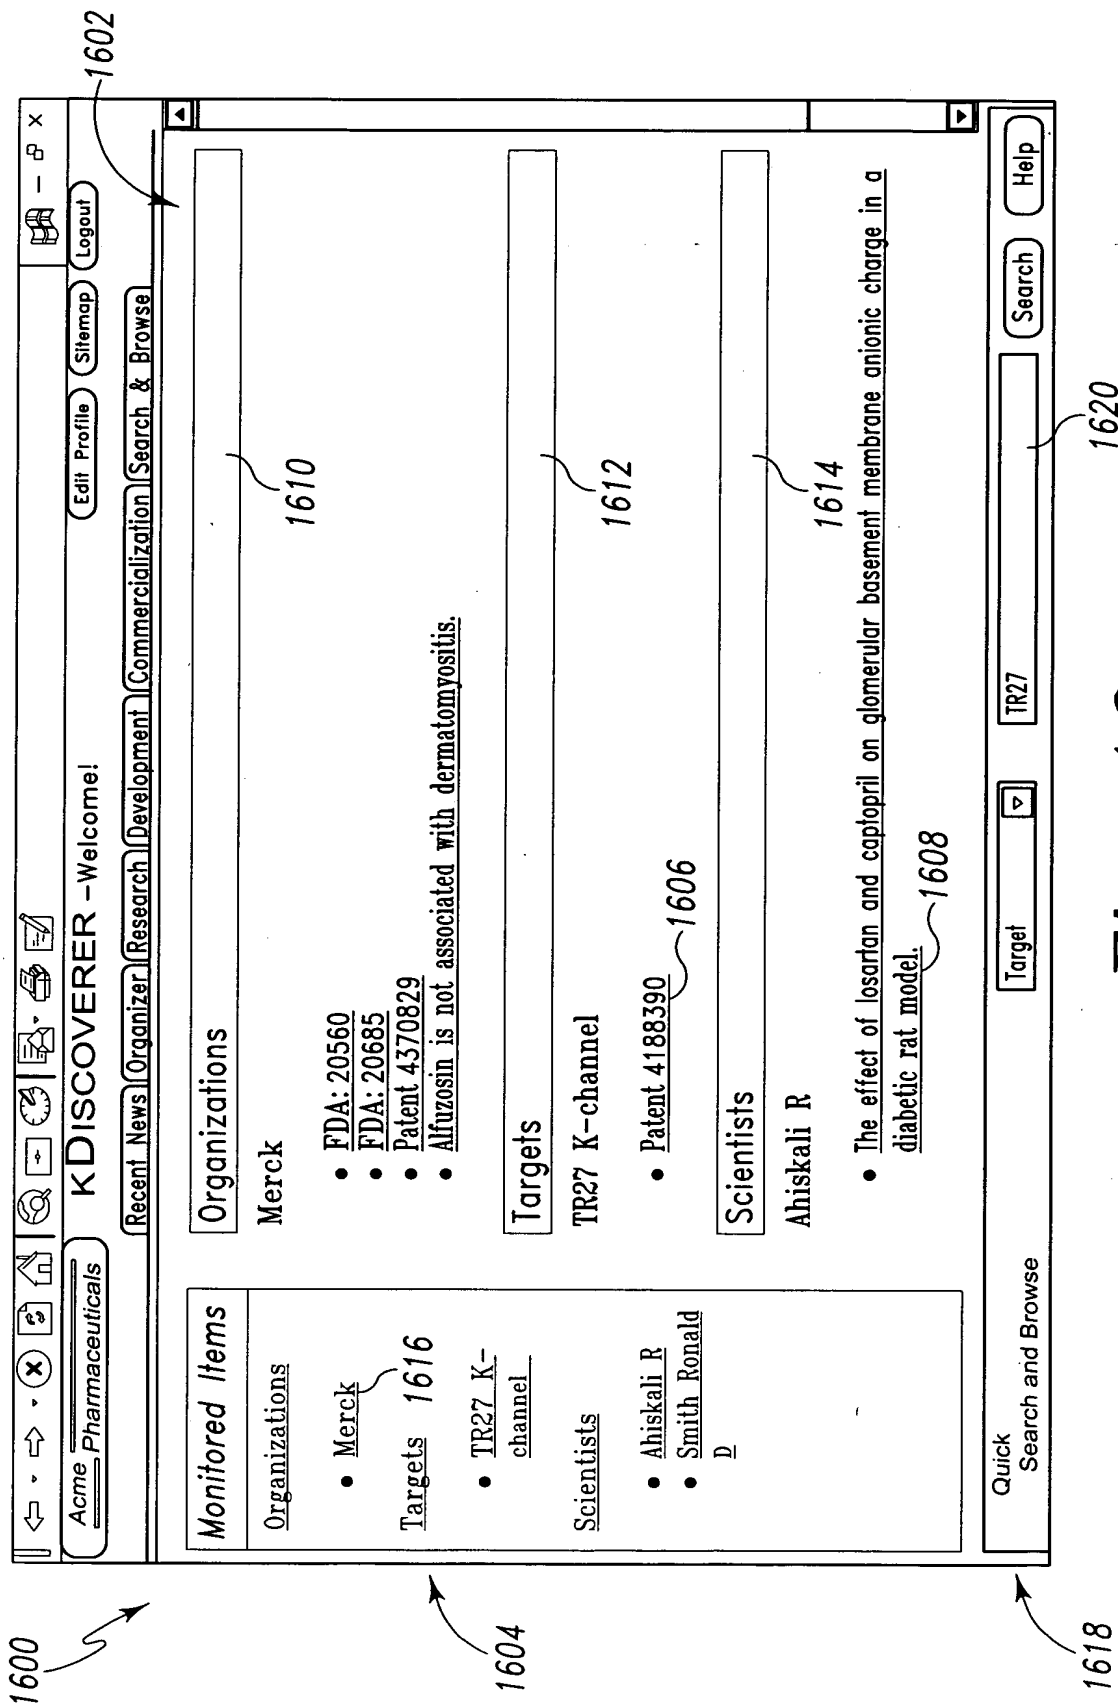 1600
1602
Acme
Pharmaceuticals
KDISCOVERER –Welcome!
Edit Profile
Sitemap
Logout
Recent News
Organizer
Research
Development
Commercialization
Search & Browse
1604
Monitored Items
Organizations
• Merck
1616
Targets
• TR27 K-
channel
Scientists
• Ahiskali R
• Smith Ronald
D
Organizations
1610
Merck
• FDA: 20560
• FDA: 20685
• Patent 4370829
• Alfuzosin is not associated with dermatomyositis.
Targets
1612
TR27 K-channel
• Patent 4188390
1606
Scientists
1614
Ahiskali R
• The effect of losartan and captopril on glomerular basement membrane anionic charge in a
diabetic rat model.
1608
1618
Quick
Search and Browse
Target
TR27
Search
Help
1620